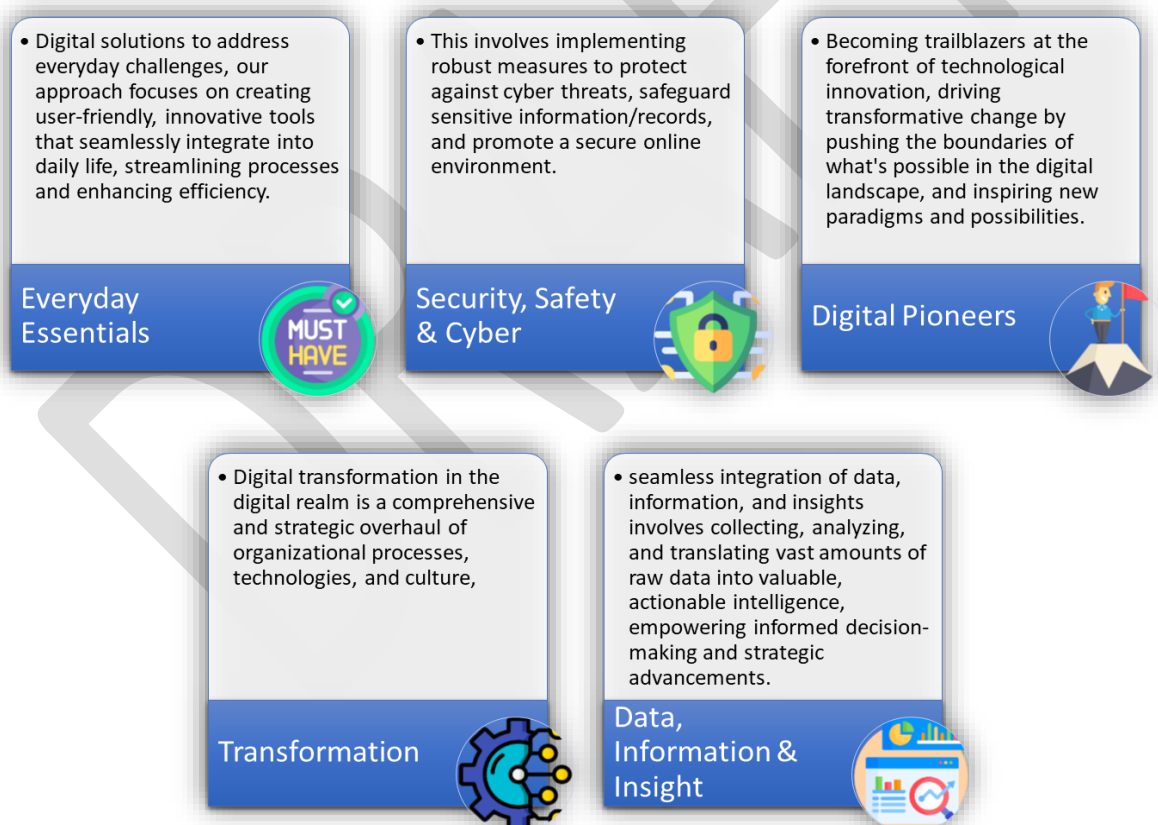 • Digital solutions to address
everyday challenges, our
approach focuses on creating
user-friendly, innovative tools
that seamlessly integrate into
daily life, streamlining processes
and enhancing efficiency.
Everyday
Essentials
MUST
HAVE
• This involves implementing
robust measures to protect
against cyber threats, safeguard
sensitive information/records,
and promote a secure online
environment.
Security, Safety
& Cyber
• Becoming trailblazers at the
forefront of technological
innovation, driving
transformative change by
pushing the boundaries of
what's possible in the digital
landscape, and inspiring new
paradigms and possibilities.
Digital Pioneers
• Digital transformation in the
digital realm is a comprehensive
and strategic overhaul of
organizational processes,
technologies, and culture,
Transformation
• seamless integration of data,
information, and insights
involves collecting, analyzing,
and translating vast amounts of
raw data into valuable,
actionable intelligence,
empowering informed decision-
making and strategic
advancements.
Data,
Information &
Insight